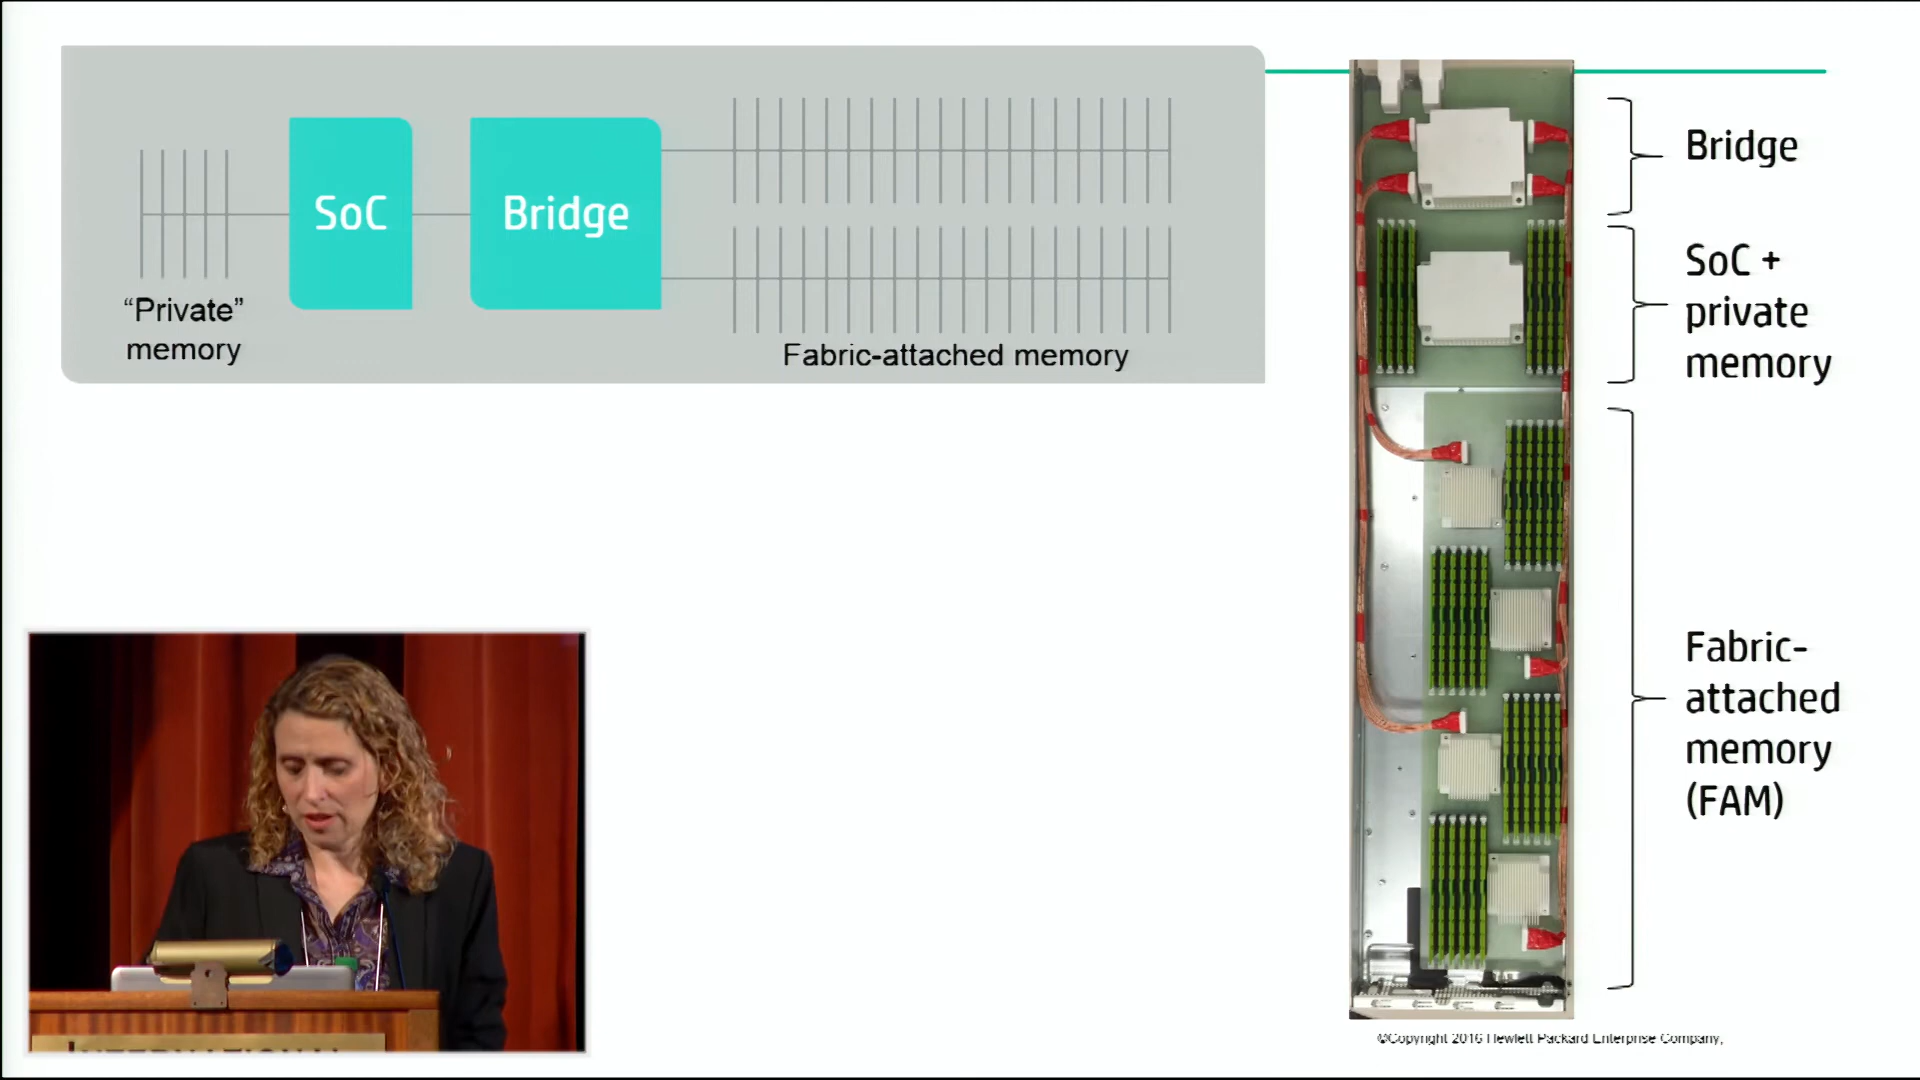 SoC
Bridge
“Private”
memory
Fabric-attached memory
Bridge
SoC +
private
memory
Fabric-
attached
memory
(FAM)
©Copyright 2016 Hewlett Packard Enterprise Company,